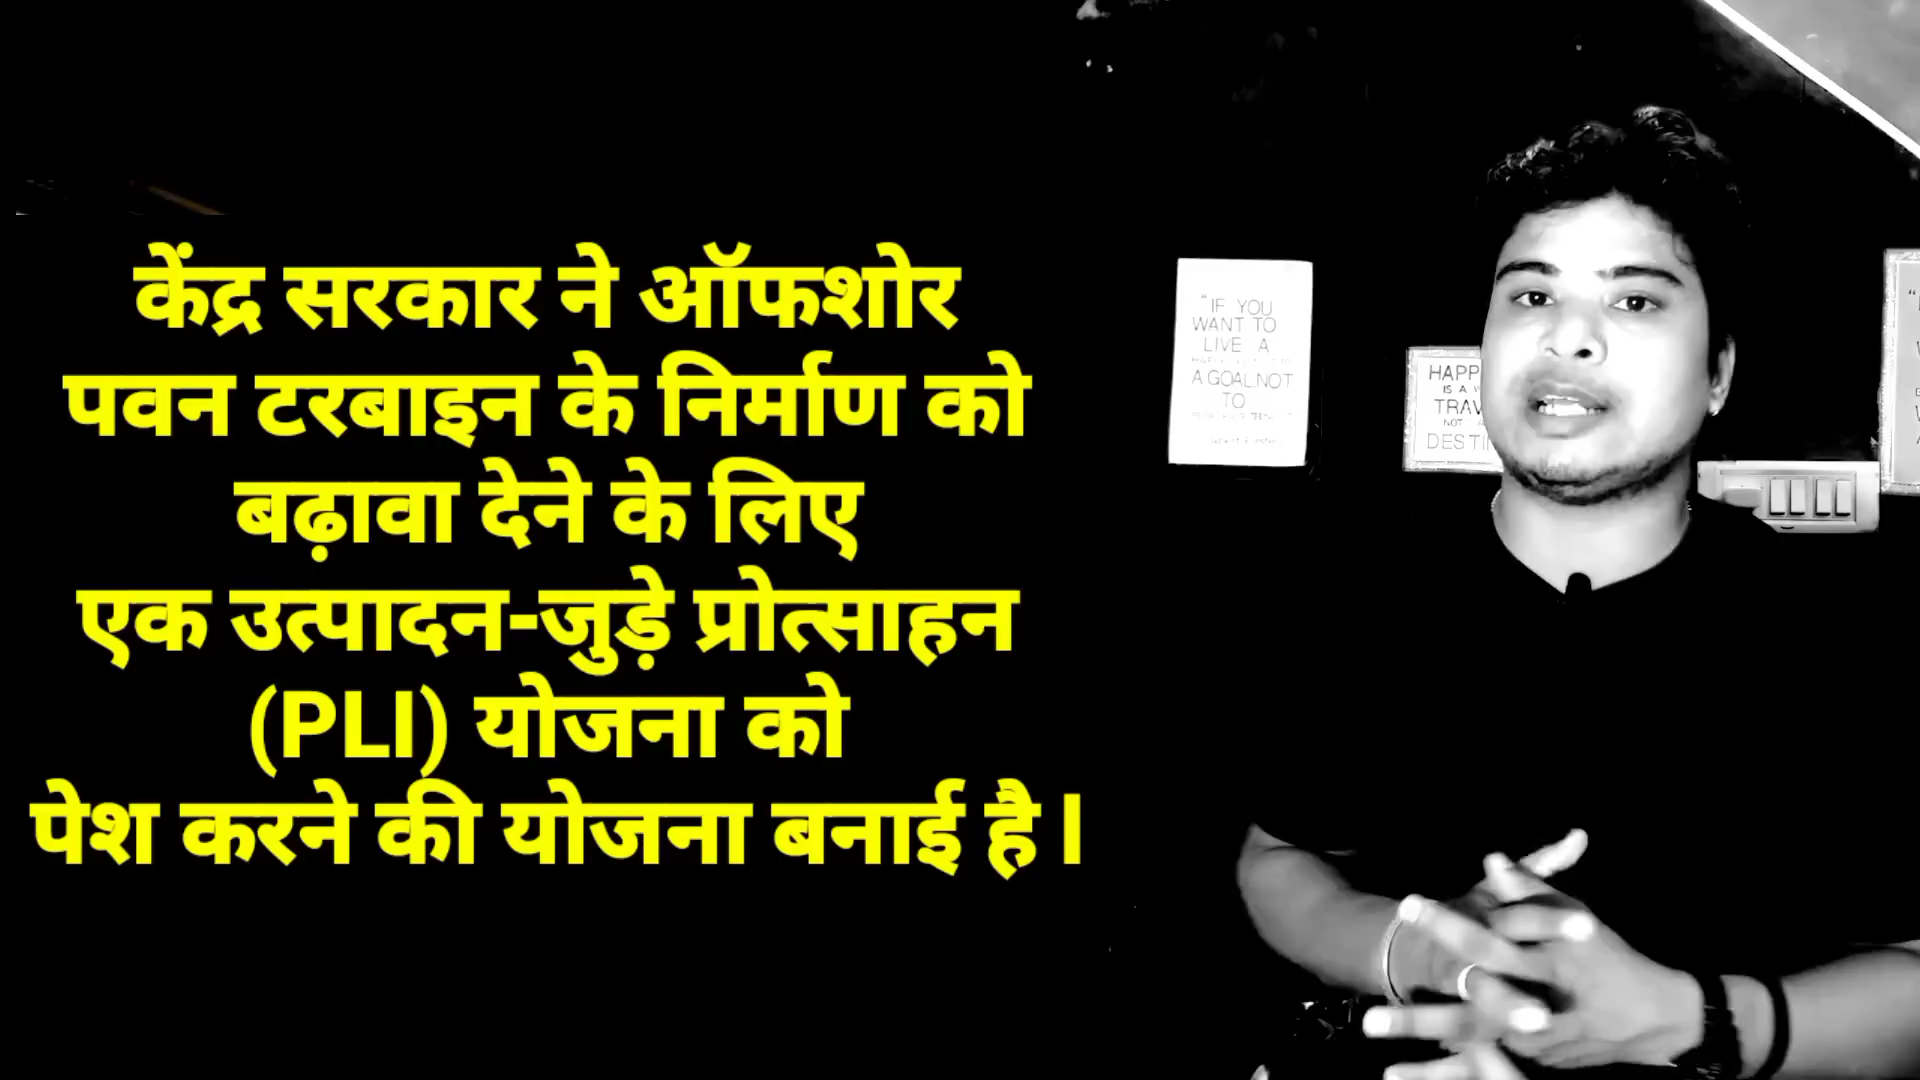 केंद्र सरकार ने ऑफशोर
पवन टरबाइन के निर्माण को
बढ़ावा देने के लिए
एक उत्पादन-जुड़े प्रोत्साहन
(PLI) योजना को
पेश करने की योजना बनाई है।
"IF YOU
WANT TO
LIVE A
A GOAL.NOT
TO
HAPP
IS A
TRAV
NOT A
DESTI